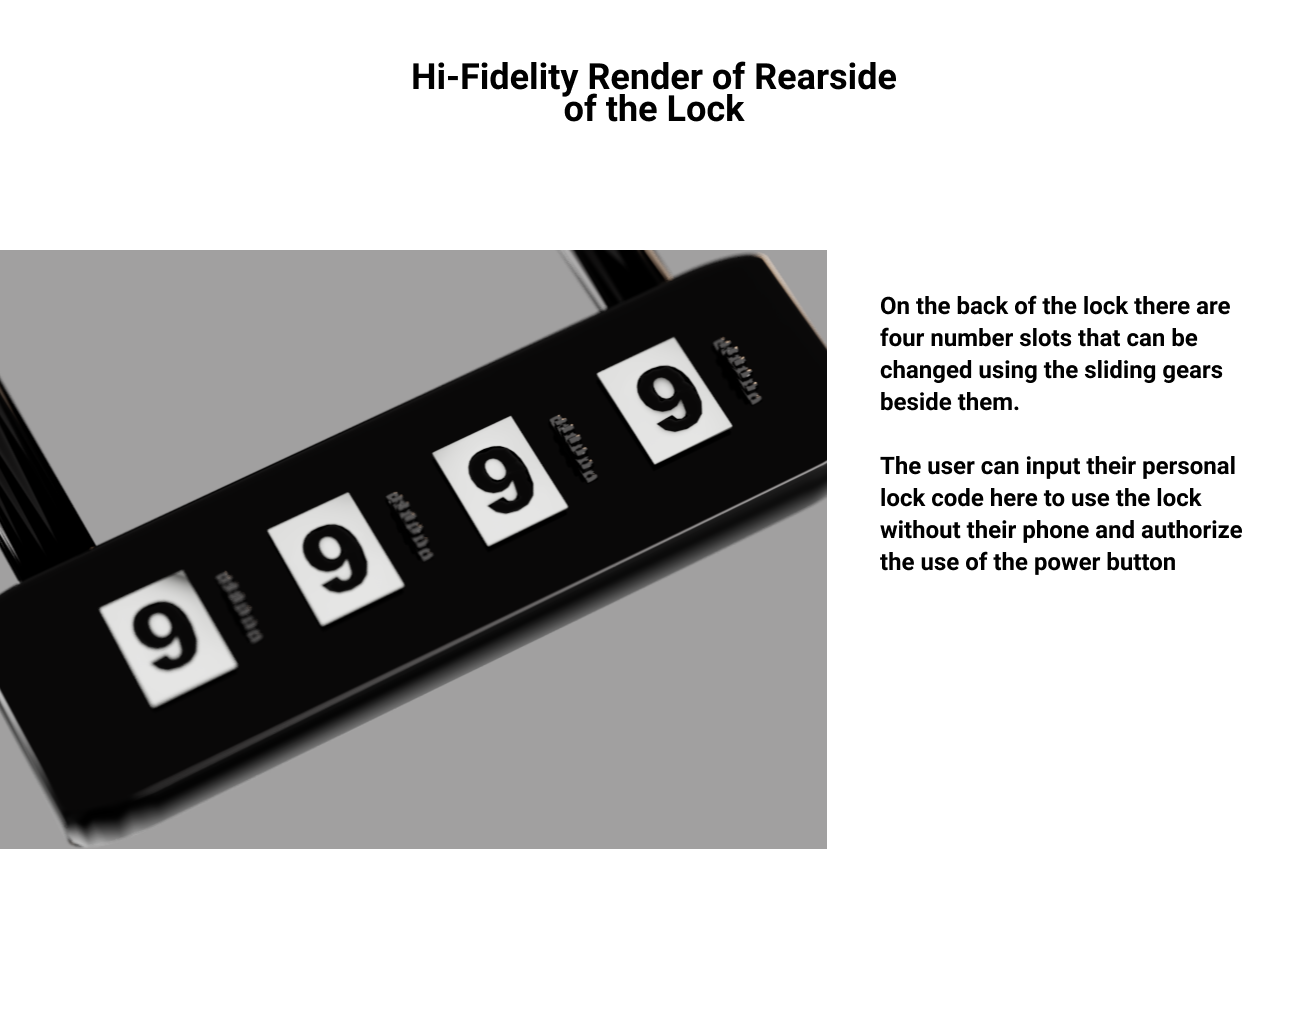 Hi-Fidelity Render of Rearside
of the Lock
9 9 9 9
On the back of the lock there are
four number slots that can be
changed using the sliding gears
beside them.
The user can input their personal
lock code here to use the lock
without their phone and authorize
the use of the power button